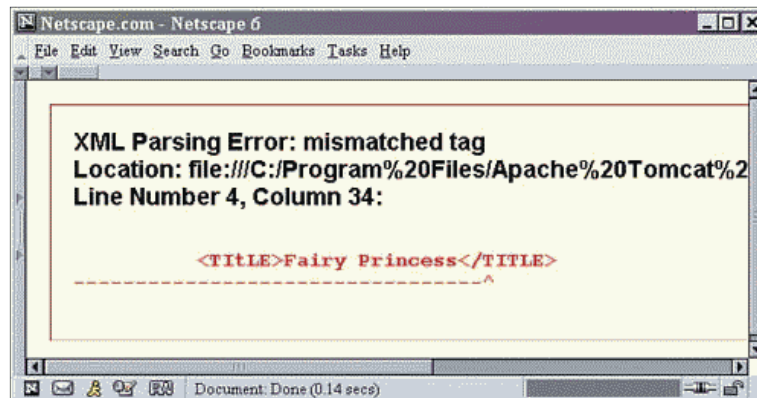 Netscape.com - Netscape 6
File Edit View Search Go Bookmarks Tasks Help
XML Parsing Error: mismatched tag
Location: file:///C:/Program%20Files/Apache%20Tomcat%2
Line Number 4, Column 34:
<TItLE>Fairy Princess</TITLE>
----------------------------------^
Document: Done (0.14 secs)